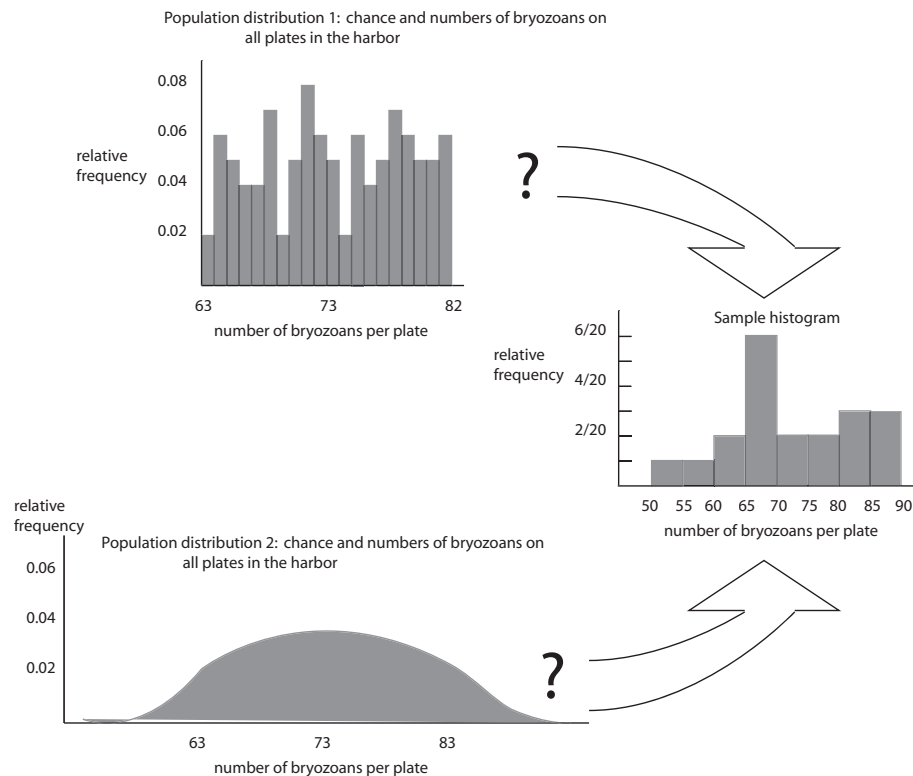 Population distribution 1: chance and numbers of bryozoans on
all plates in the harbor
0.08
0.06
relative
frequency
0.04
0.02
63 73 82
number of bryozoans per plate
?
Sample histogram
relative
frequency
6/20
4/20
2/20
50 55 60 65 70 75 80 85 90
number of bryozoans per plate
relative
frequency
Population distribution 2: chance and numbers of bryozoans on
all plates in the harbor
0.06
0.04
0.02
?
63 73 83
number of bryozoans per plate